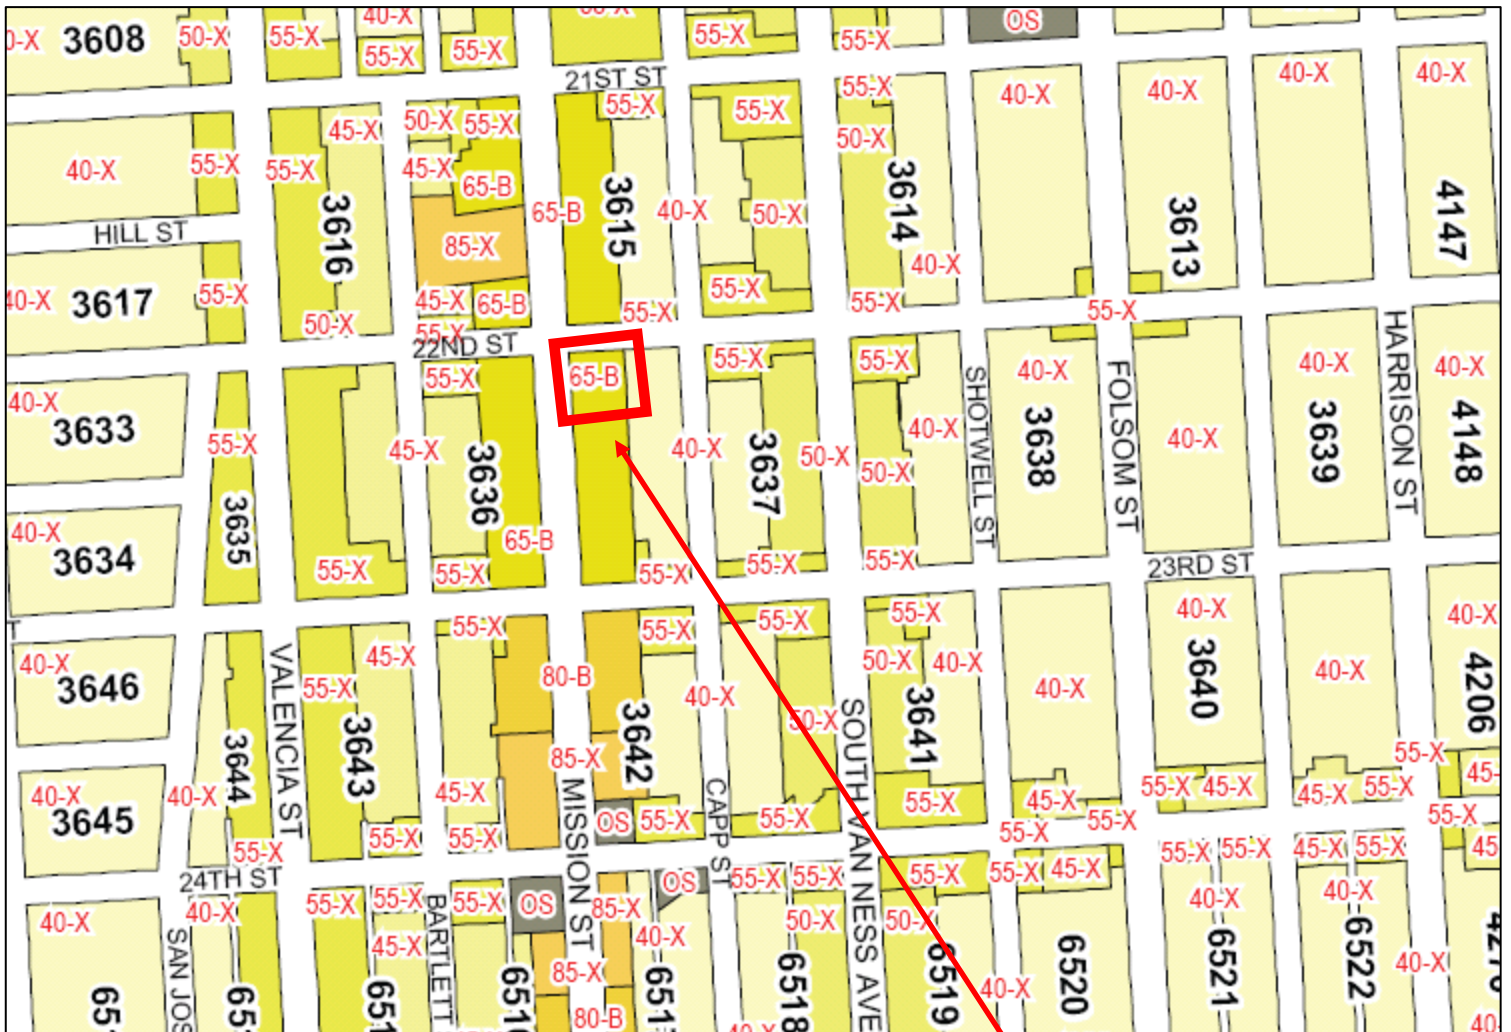 3608
50-X
55-X
40-X
55-X
55-X
55-X
55-X
OS
21ST ST
40-X
55-X
45-X
50-X
55-X
45-X
65-B
85-X
45-X
65-B
55-X
55-X
50-X
HILL ST
3616
65-B
3615
55-X
40-X
55-X
50-X
55-X
55-X
55-X
50-X
3614
40-X
55-X
40-X
40-X
3613
40-X
40-X
4147
40-X
3617
55-X
22ND ST
55-X
65-B
55-X
55-X
55-X
SHOTWELL ST
40-X
FOLSOM ST
40-X
HARRISON ST
40-X
40-X
3633
55-X
45-X
3636
65-B
40-X
3637
50-X
50-X
40-X
3638
40-X
3639
4148
40-X
3634
3635
55-X
55-X
55-X
55-X
55-X
23RD ST
40-X
3646
VALENCIA ST
45-X
55-X
3643
55-X
80-B
55-X
3642
40-X
55-X
50-X
55-X
50-X
40-X
3641
40-X
40-X
3640
40-X
40-X
4206
40-X
3645
40-X
3644
55-X
45-X
55-X
55-X
85-X
MISSION ST
OS
55-X
CAPP ST
55-X
SOUTH VAN NESS AVE
55-X
45-X
55-X
55-X
55-X
45-X
45-X
55-X
55-X
55-X
24TH ST
40-X
40-X
SAN JOS
55-X
55-X
45-X
BARTLETT
55-X
OS
85-X
85-X
80-B
OS
40-X
55-X
55-X
50-X
6518
55-X
50-X
6519
55-X
45-X
40-X
6520
55-X
55-X
40-X
6521
45-X
55-X
40-X
6522
40-X